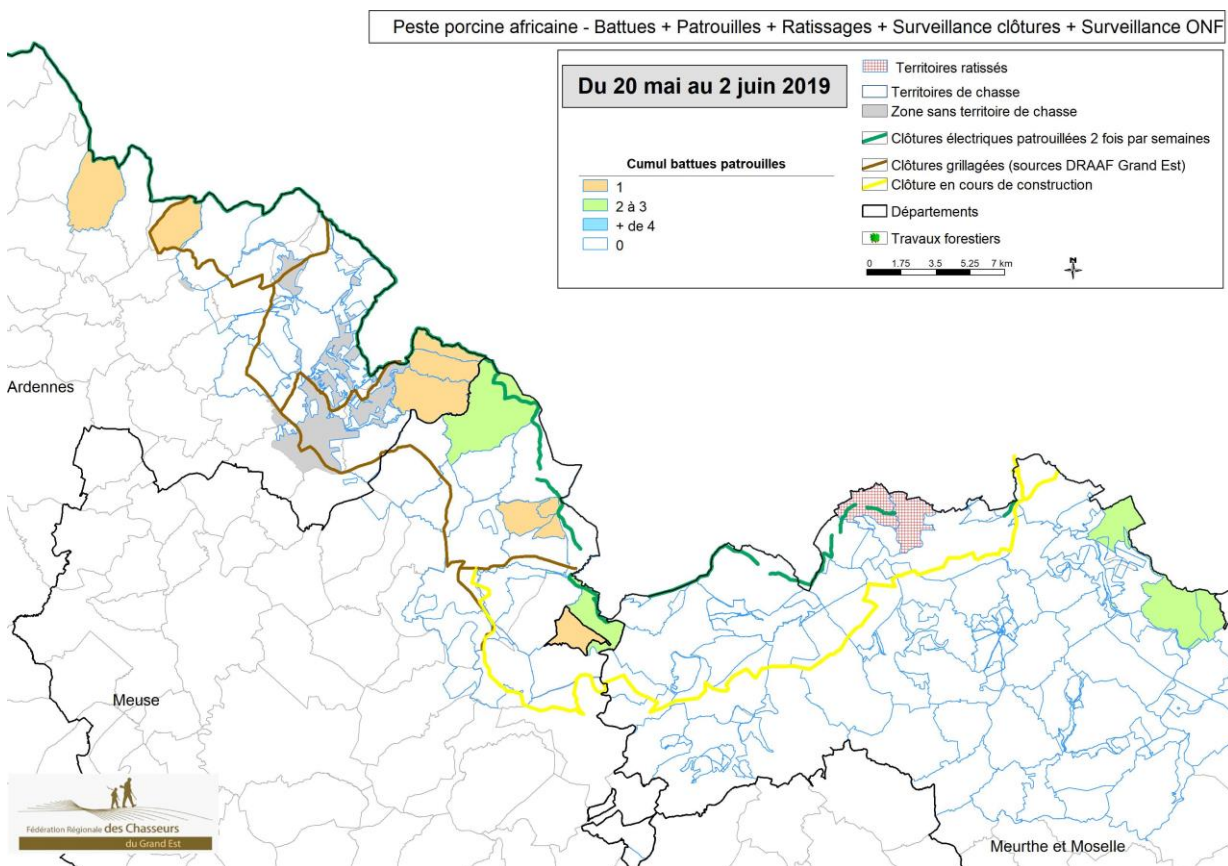 Peste porcine africaine - Battues + Patrouilles + Ratissages + Surveillance clôtures + Surveillance ONF
Du 20 mai au 2 juin 2019
Cumul battues patrouilles
1
2 à 3
+ de 4
0
Territoires ratissés
Territoires de chasse
Zone sans territoire de chasse
Clôtures électriques patrouillées 2 fois par semaines
Clôtures grillagées (sources DRAAF Grand Est)
Clôture en cours de construction
Départements
Travaux forestiers
0 1.75 3.5 5.25 7 km
N
Ardennes
Meuse
Meurthe et Moselle
Fédération Régionale des Chasseurs
du Grand Est